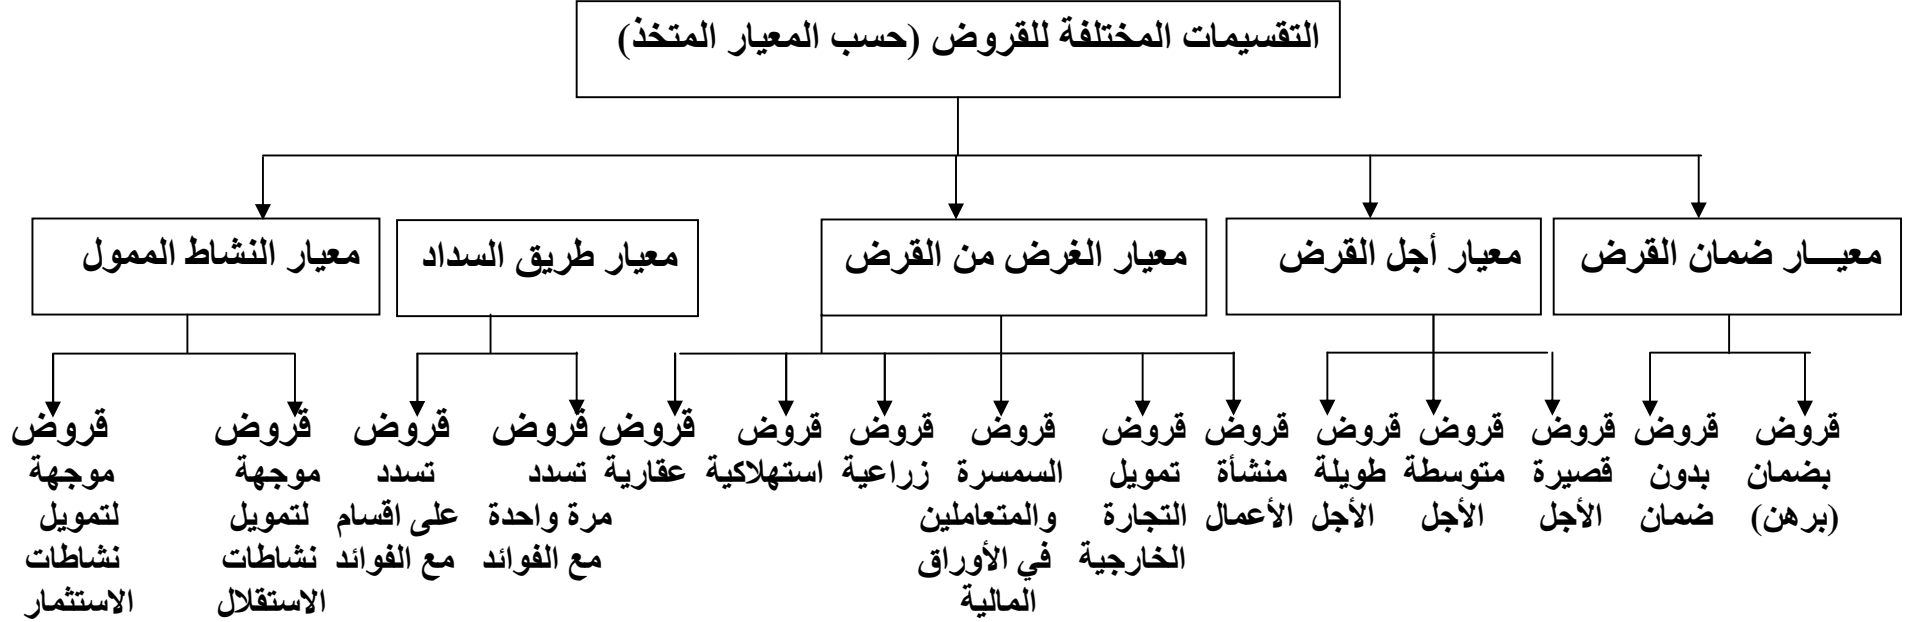 التقسيمات المختلفة للقروض (حسب المعيار المتخذ)
معيـــار ضمان القرض
معيار أجل القرض
معيار الغرض من القرض
معيار طريق السداد
معيار النشاط الممول
قروض
بضمان
(برهن)
قروض
بدون
ضمان
قروض
قصيرة
الأجل
قروض
متوسطة
الأجل
قروض
طويلة
الأجل
قروض
منشأة
الأعمال
قروض
تمويل
التجارة
الخارجية
قروض
السمسرة
والمتعاملين
في الأوراق
المالية
قروض
زراعية
قروض
استهلاكية
قروض
عقارية
قروض
تسدد
مرة واحدة
مع الفوائد
قروض
تسدد
على اقسام
مع الفوائد
قروض
موجهة
لتمويل
نشاطات
الاستقلال
قروض
موجهة
لتمويل
نشاطات
الاستثمار